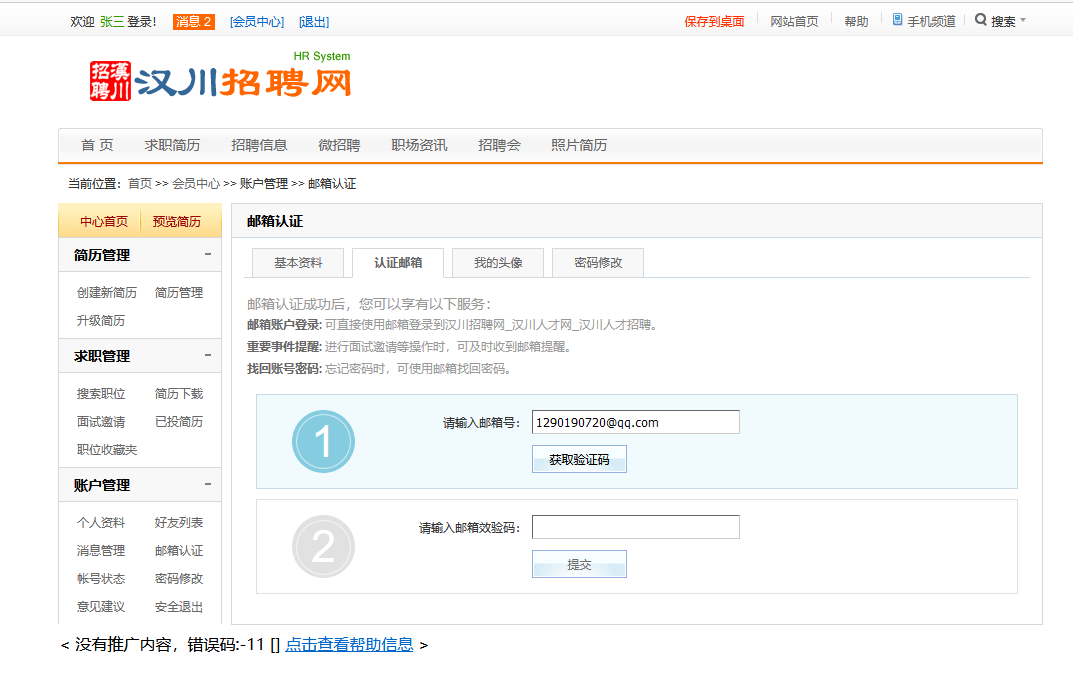 欢迎 张三 登录! 消息 2 [会员中心] [退出] 保存到桌面 网站首页 帮助 手机频道 搜索
HR System
招漢聘川 汉川招聘网
首 页 求职简历 招聘信息 微招聘 职场资讯 招聘会 照片简历
当前位置: 首页 >> 会员中心 >> 账户管理 >> 邮箱认证
中心首页 预览简历
简历管理 −
创建新简历 简历管理
升级简历
求职管理 −
搜索职位 简历下载
面试邀请 已投简历
职位收藏夹
账户管理 −
个人资料 好友列表
消息管理 邮箱认证
帐号状态 密码修改
意见建议 安全退出
邮箱认证
基本资料 认证邮箱 我的头像 密码修改
邮箱认证成功后，您可以享有以下服务:
邮箱账户登录: 可直接使用邮箱登录到汉川招聘网_汉川人才网_汉川人才招聘。
重要事件提醒: 进行面试邀请等操作时，可及时收到邮箱提醒。
找回账号密码: 忘记密码时，可使用邮箱找回密码。
1 请输入邮箱号: 1290190720@qq.com
获取验证码
2 请输入邮箱效验码:
提交
< 没有推广内容，错误码:-11 [] 点击查看帮助信息 >